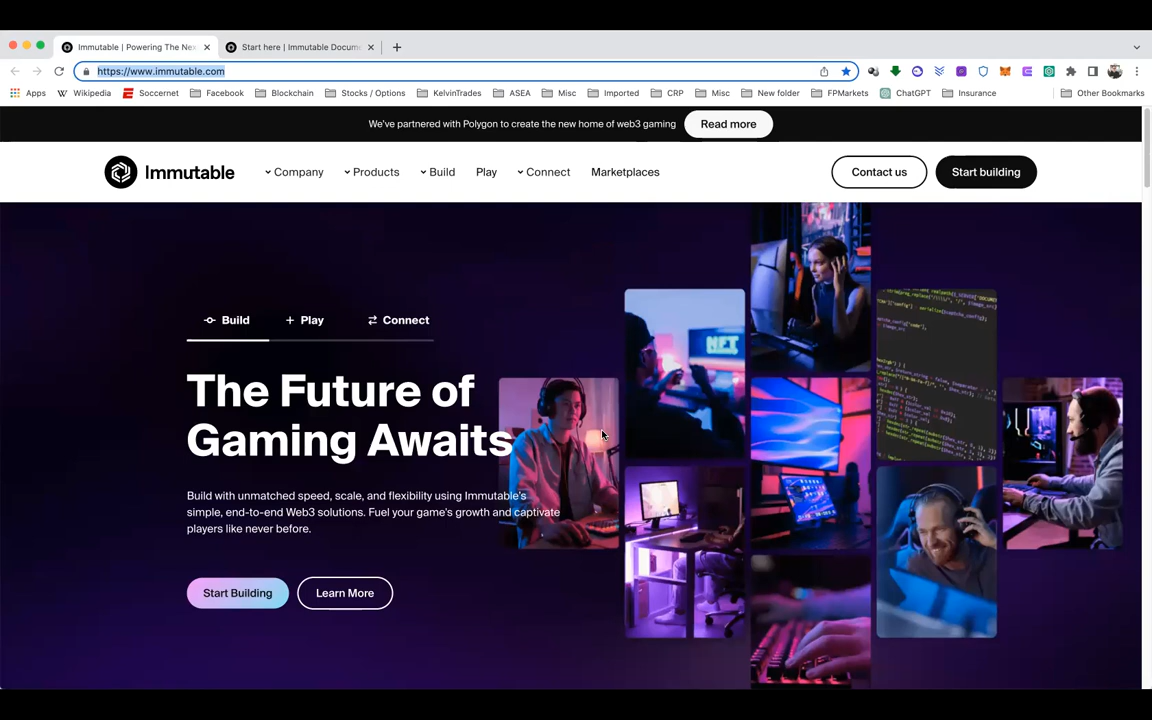 Immutable | Powering The Nex
Start here | Immutable Docum
https://www.immutable.com
Apps
Wikipedia
Soccernet
Facebook
Blockchain
Stocks / Options
KelvinTrades
ASEA
Misc
Imported
CRP
Misc
New folder
FPMarkets
ChatGPT
Insurance
Other Bookmarks
We've partnered with Polygon to create the new home of web3 gaming
Read more
Immutable
Company
Products
Build
Play
Connect
Marketplaces
Contact us
Start building
Build
Play
Connect
The Future of
Gaming Awaits
Build with unmatched speed, scale, and flexibility using Immutable's
simple, end-to-end Web3 solutions. Fuel your game's growth and captivate
players like never before.
Start Building
Learn More
NFT